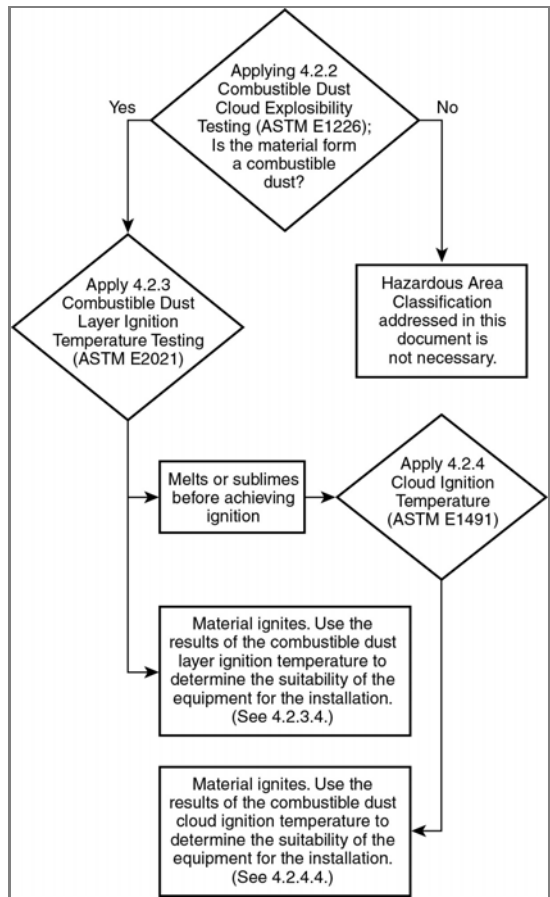 Applying 4.2.2
Combustible Dust
Cloud Explosibility
Testing (ASTM E1226);
Is the material form
a combustible
dust?
Yes
No
Apply 4.2.3
Combustible Dust
Layer Ignition
Temperature Testing
(ASTM E2021)
Hazardous Area
Classification
addressed in this
document is
not necessary.
Melts or sublimes
before achieving
ignition
Apply 4.2.4
Cloud Ignition
Temperature
(ASTM E1491)
Material ignites. Use the
results of the combustible dust
layer ignition temperature to
determine the suitability of the
equipment for the installation.
(See 4.2.3.4.)
Material ignites. Use the
results of the combustible dust
cloud ignition temperature to
determine the suitability of the
equipment for the installation.
(See 4.2.4.4.)